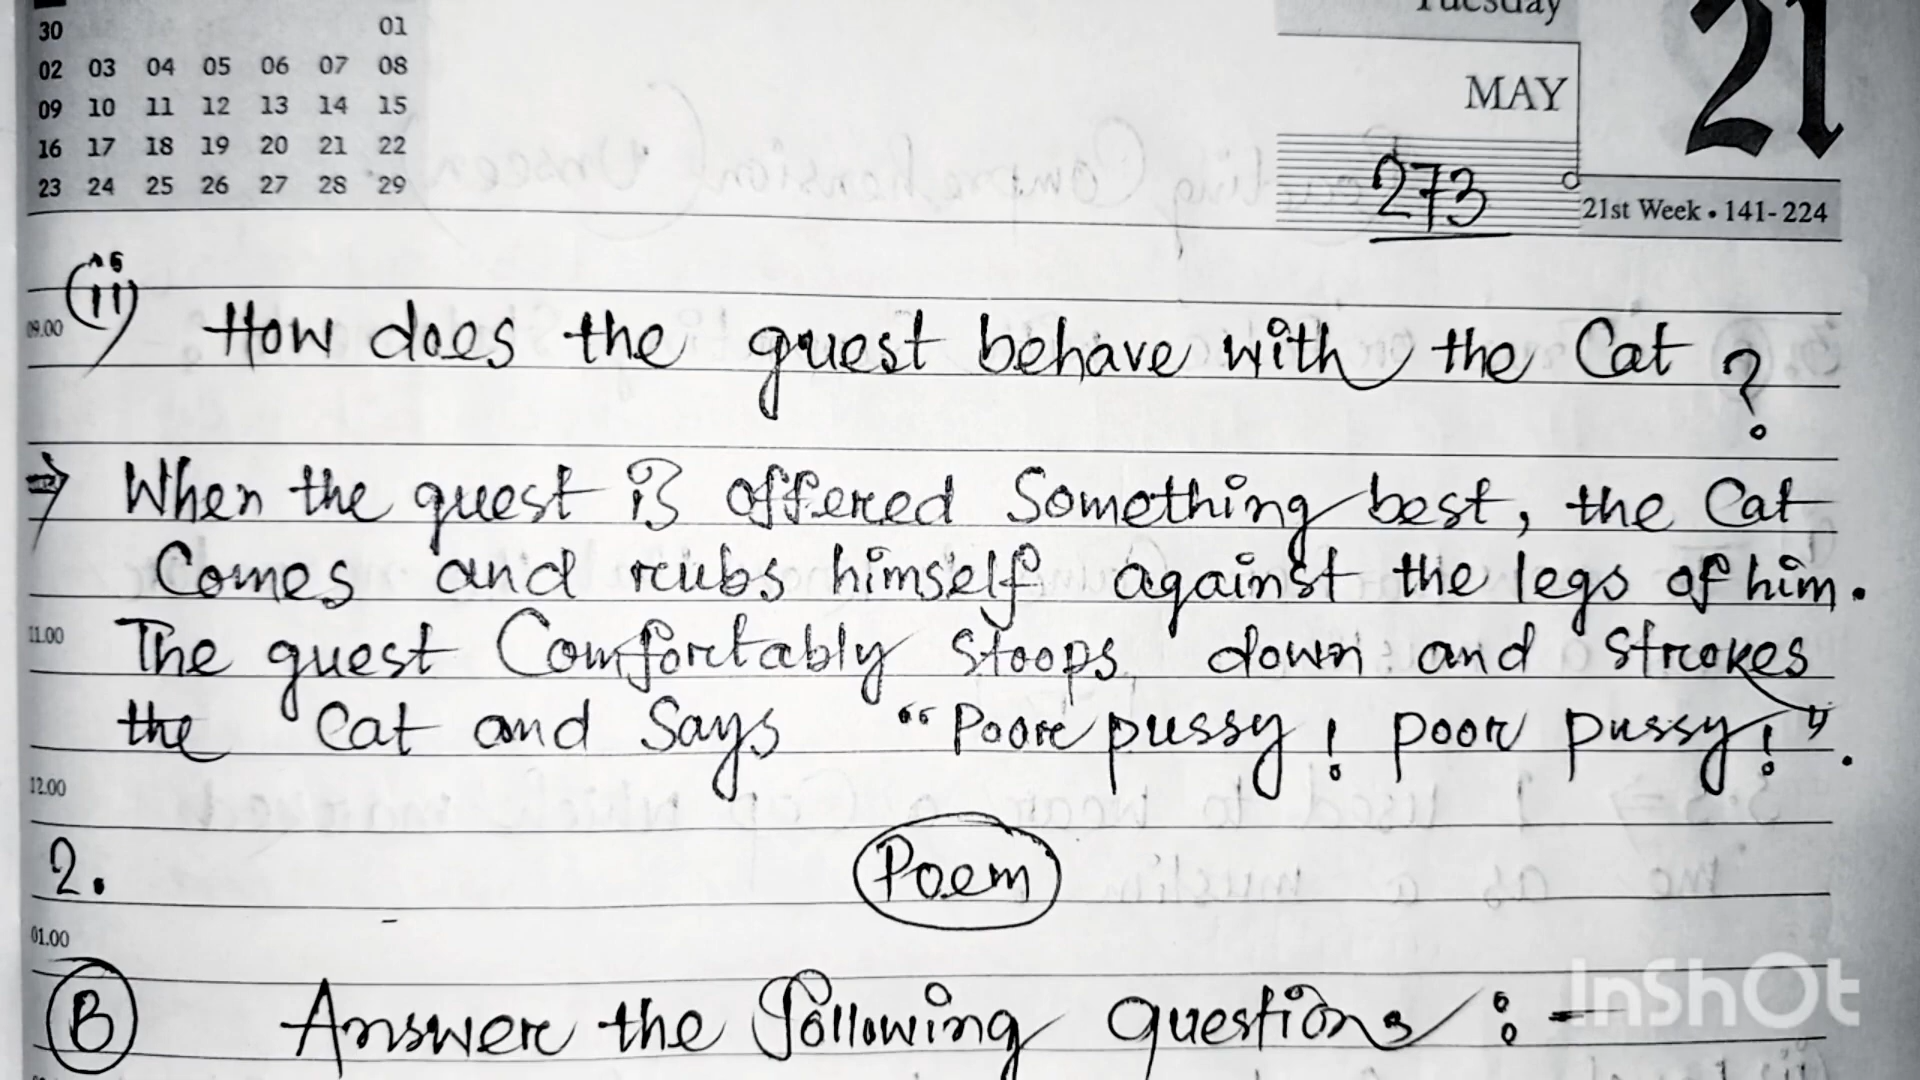 Tuesday
21
30 01
02 03 04 05 06 07 08
09 10 11 12 13 14 15
16 17 18 19 20 21 22
23 24 25 26 27 28 29
MAY
273
21st Week • 141-224
(ii) How does the guest behave with the Cat ?
09.00
⇒ When the guest is offered Something best, the Cat
Comes and rubs himself against the legs of him.
11.00
The guest Comfortably stoops down and strokes
the Cat and Says "Poor pussy! poor pussy!".
12.00
2. Poem
01.00
B Answer the following questions :-
InShOt